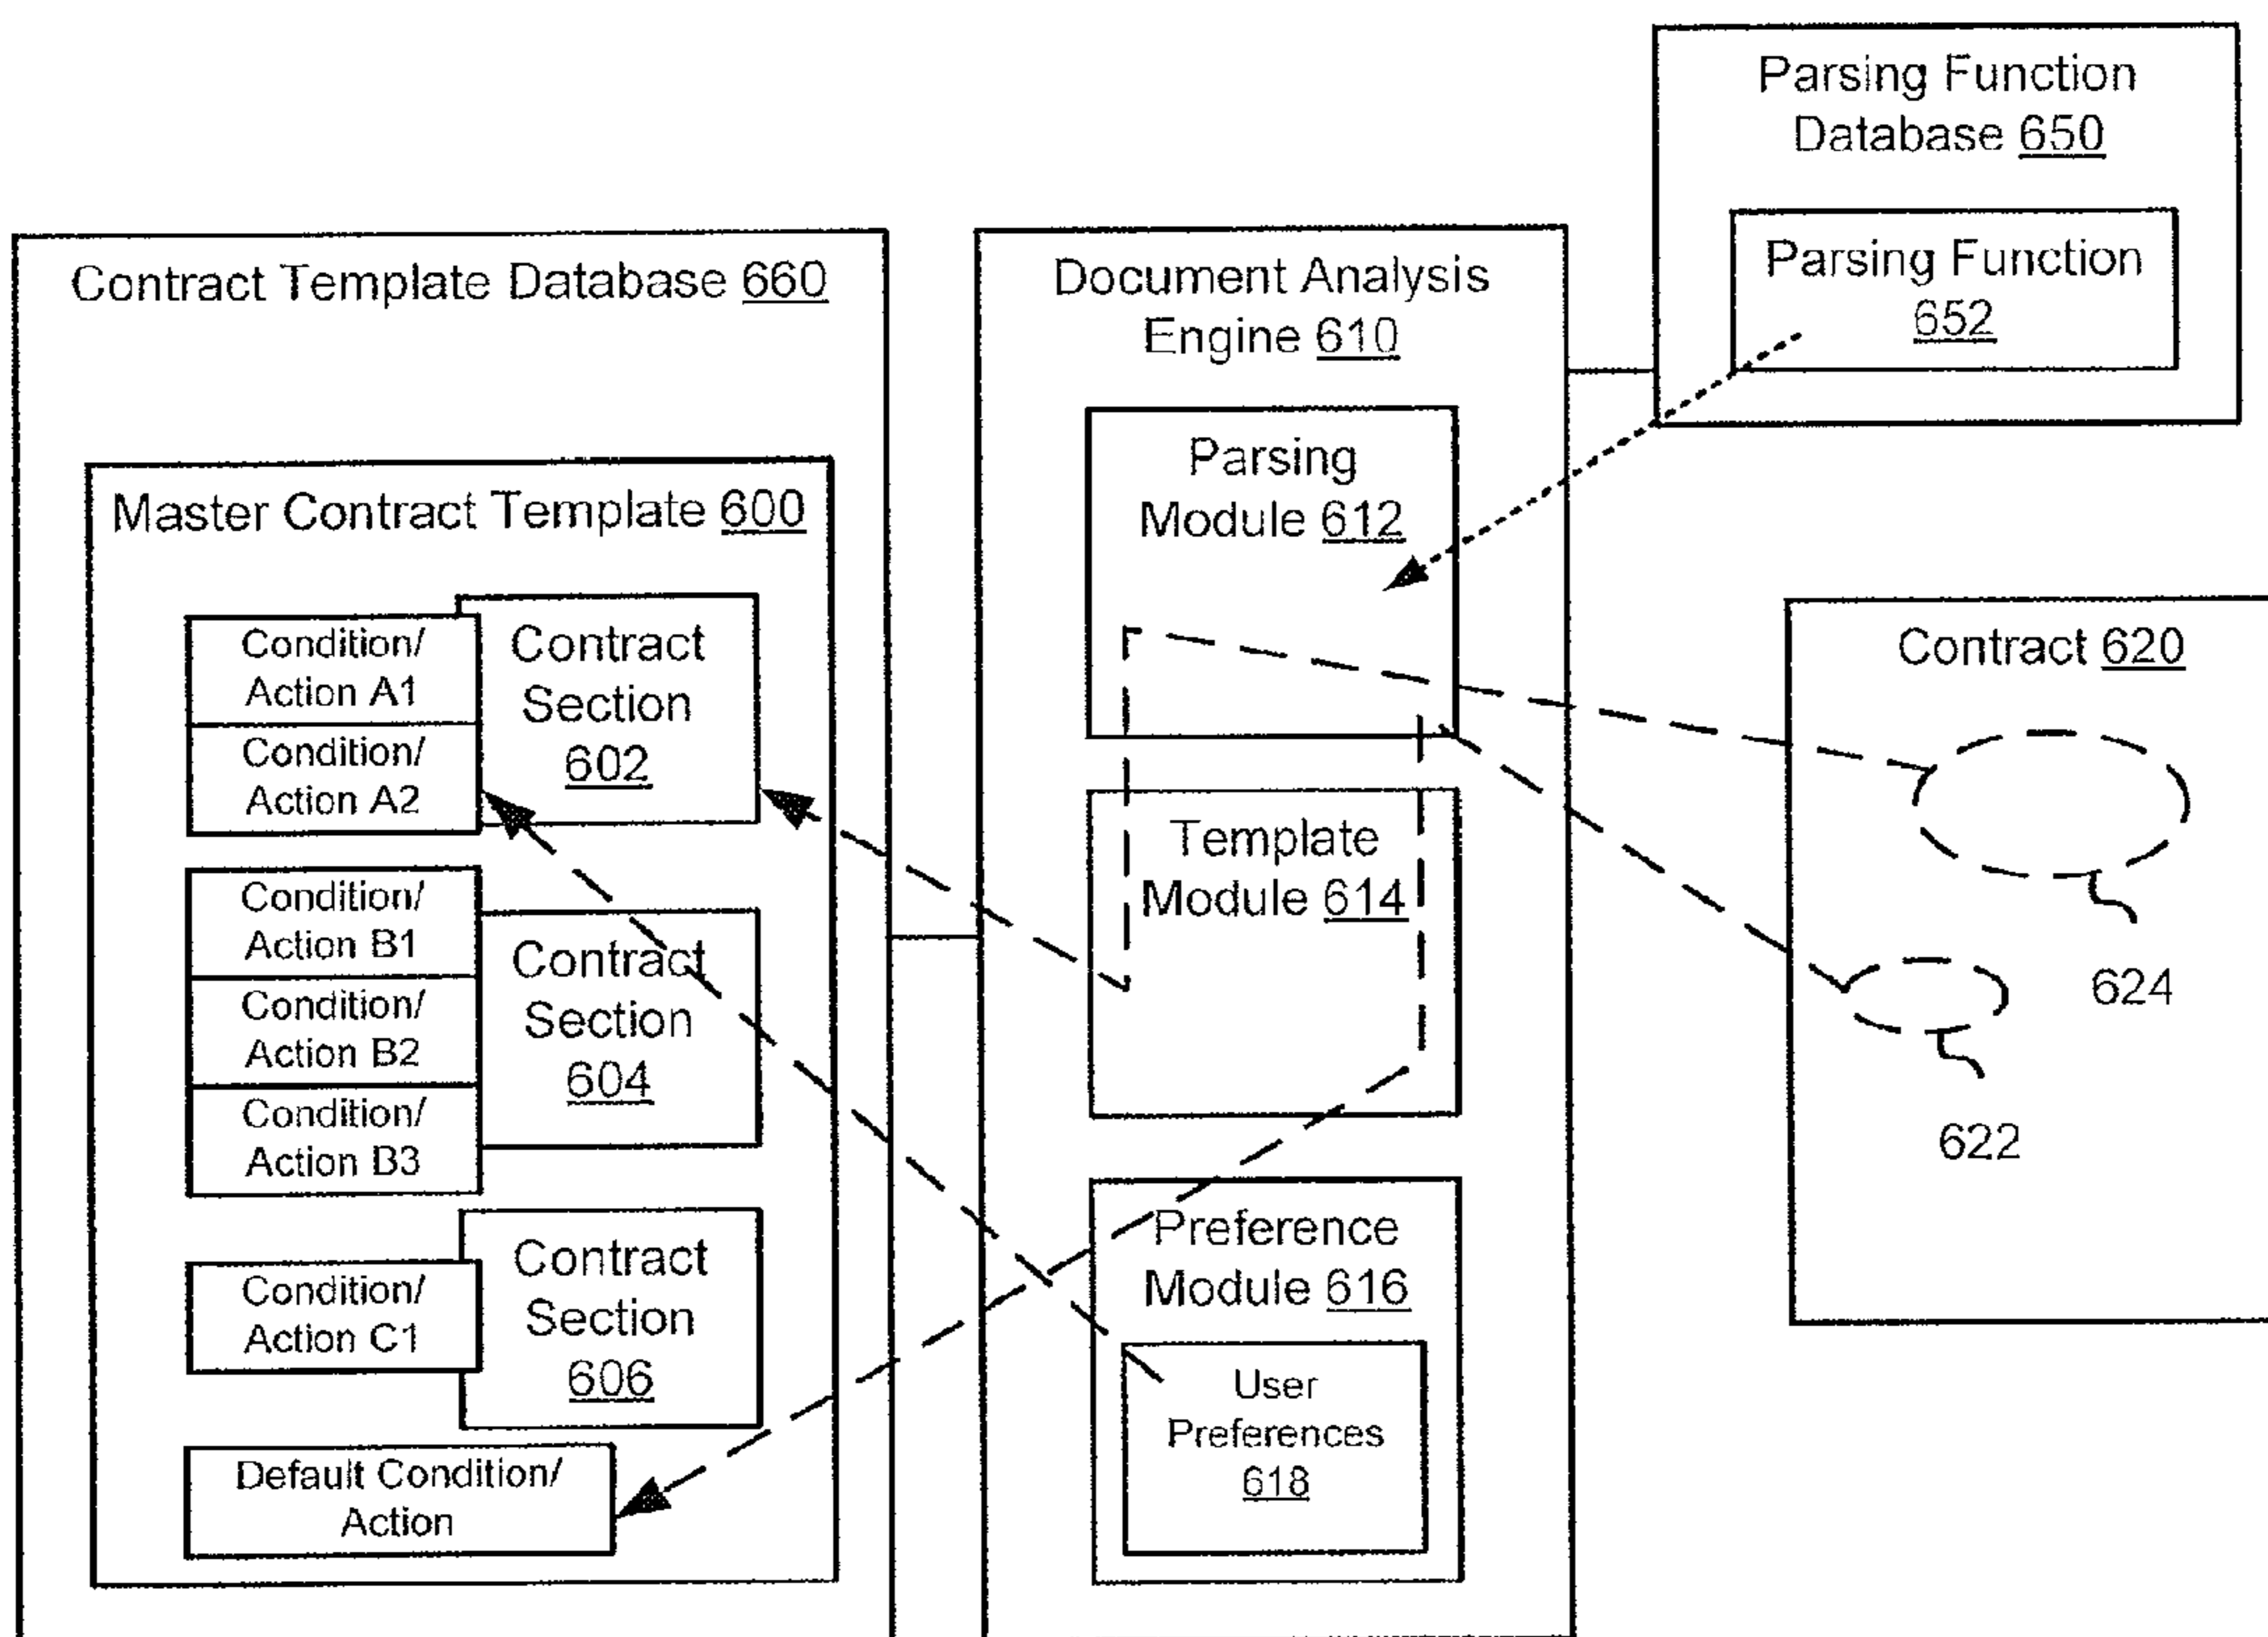 Parsing Function
Database 650
Parsing Function
652
Contract Template Database 660
Master Contract Template 600
Condition/
Action A1
Condition/
Action A2
Contract
Section
602
Condition/
Action B1
Condition/
Action B2
Condition/
Action B3
Contract
Section
604
Condition/
Action C1
Contract
Section
606
Default Condition/
Action
Document Analysis
Engine 610
Parsing
Module 612
Template
Module 614
Preference
Module 616
User
Preferences
618
Contract 620
624
622